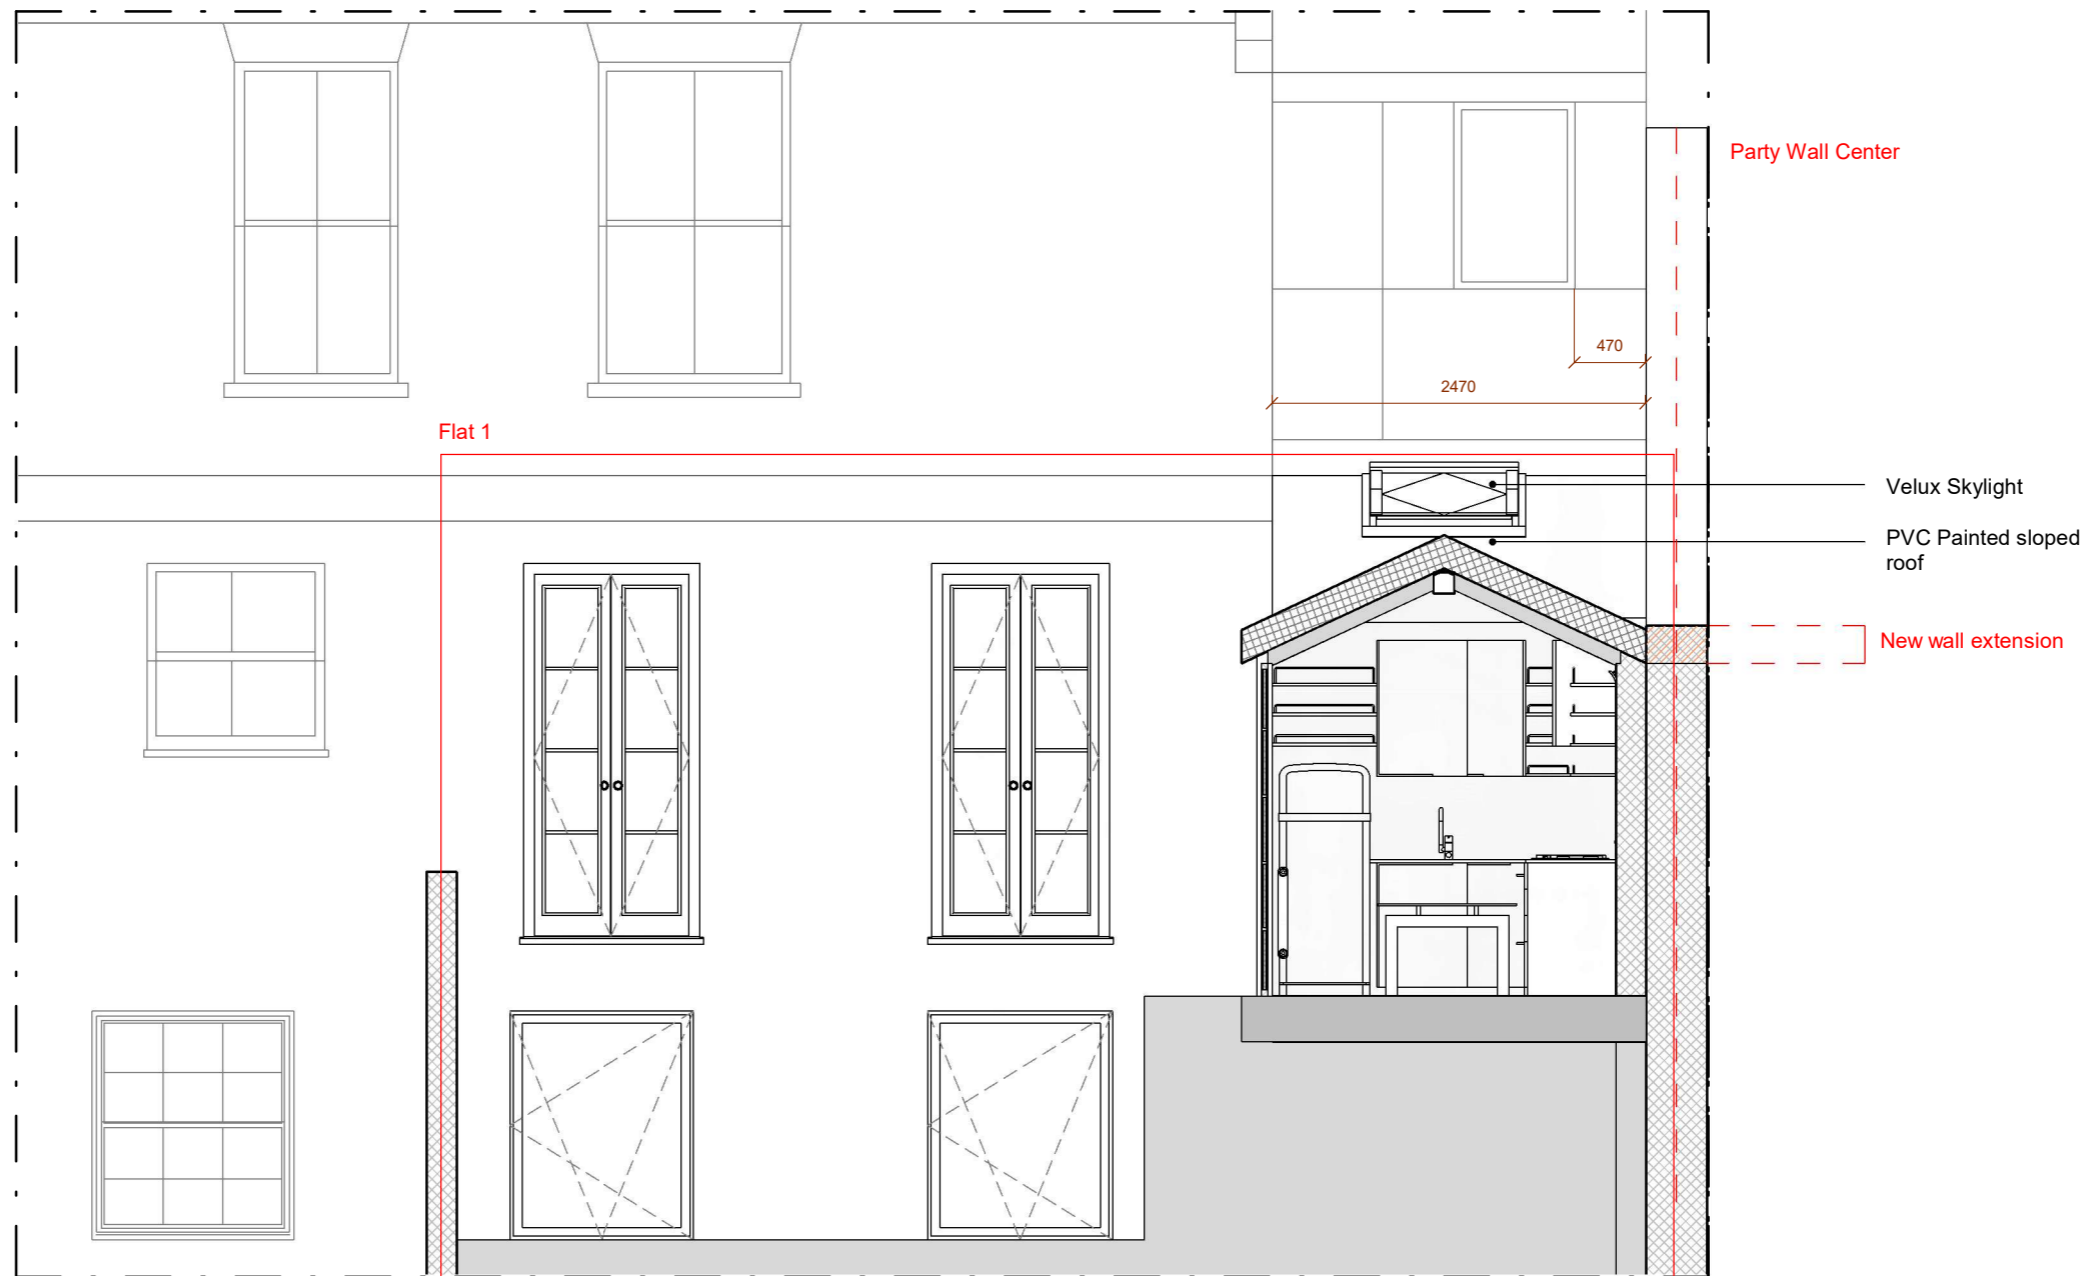 Party Wall Center
470
2470
Flat 1
Velux Skylight
PVC Painted sloped
roof
New wall extension